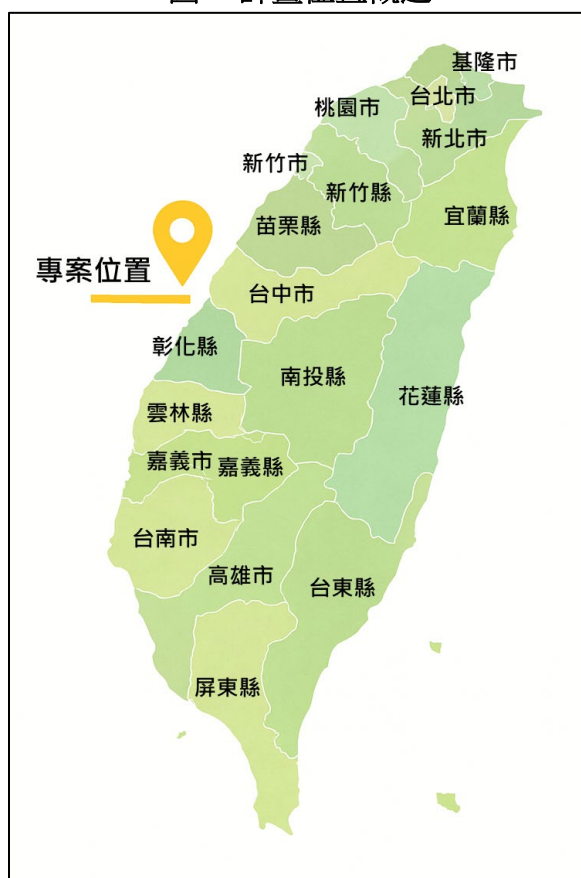 基隆市
台北市
桃園市
新北市
新竹市
新竹縣
宜蘭縣
苗栗縣
專案位置
台中市
彰化縣
南投縣
花蓮縣
雲林縣
嘉義市 嘉義縣
台南市
高雄市
台東縣
屏東縣